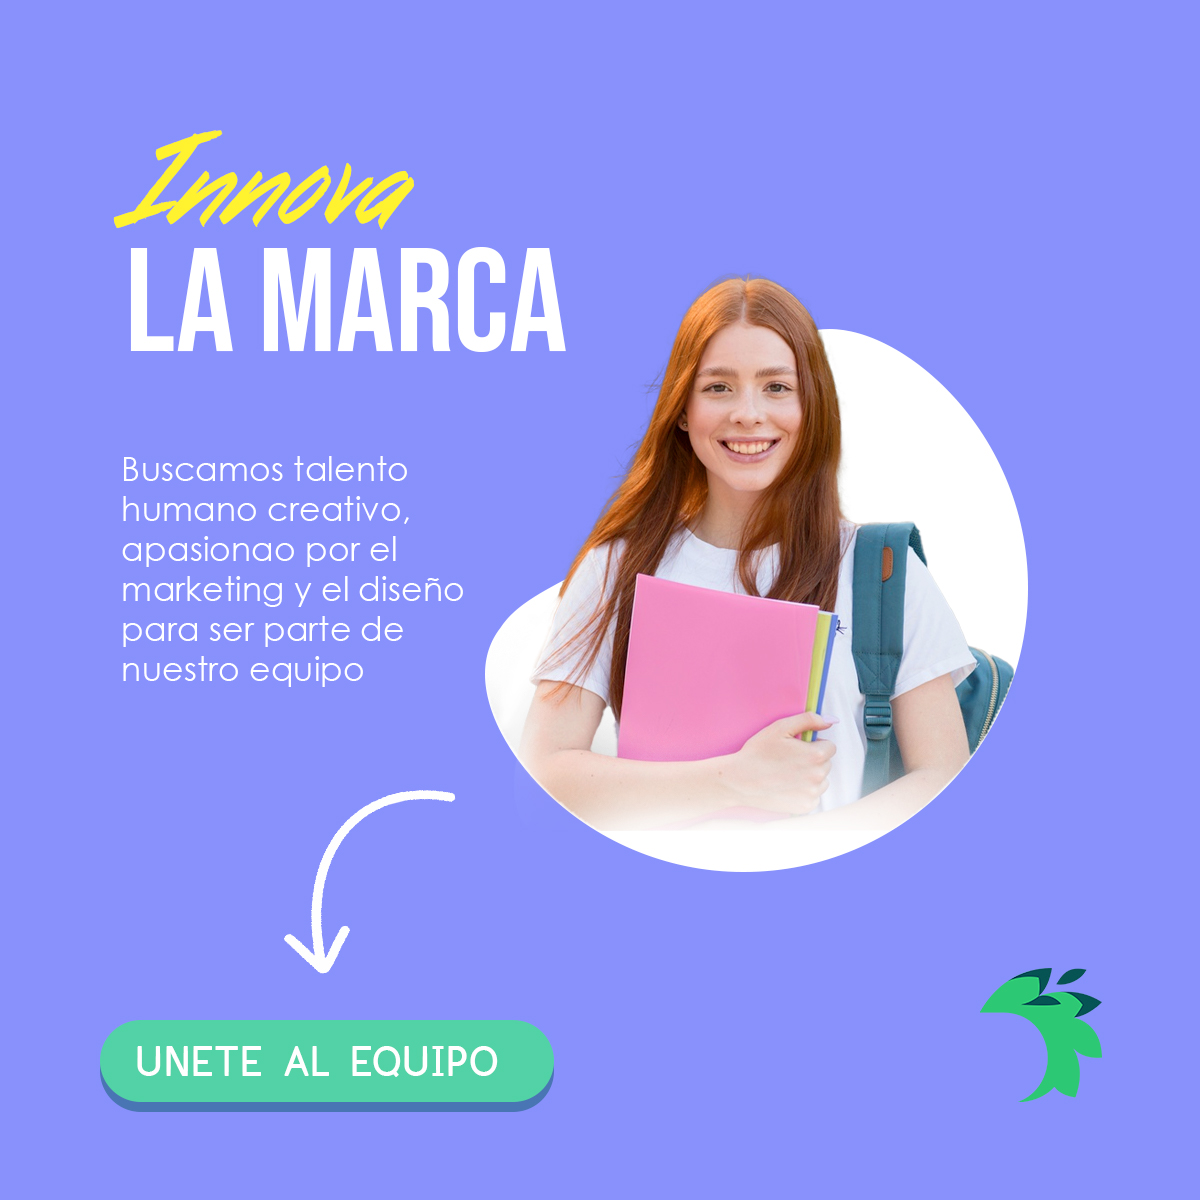 Innova
LA MARCA
Buscamos talento
humano creativo,
apasionao por el
marketing y el diseño
para ser parte de
nuestro equipo
UNETE AL EQUIPO